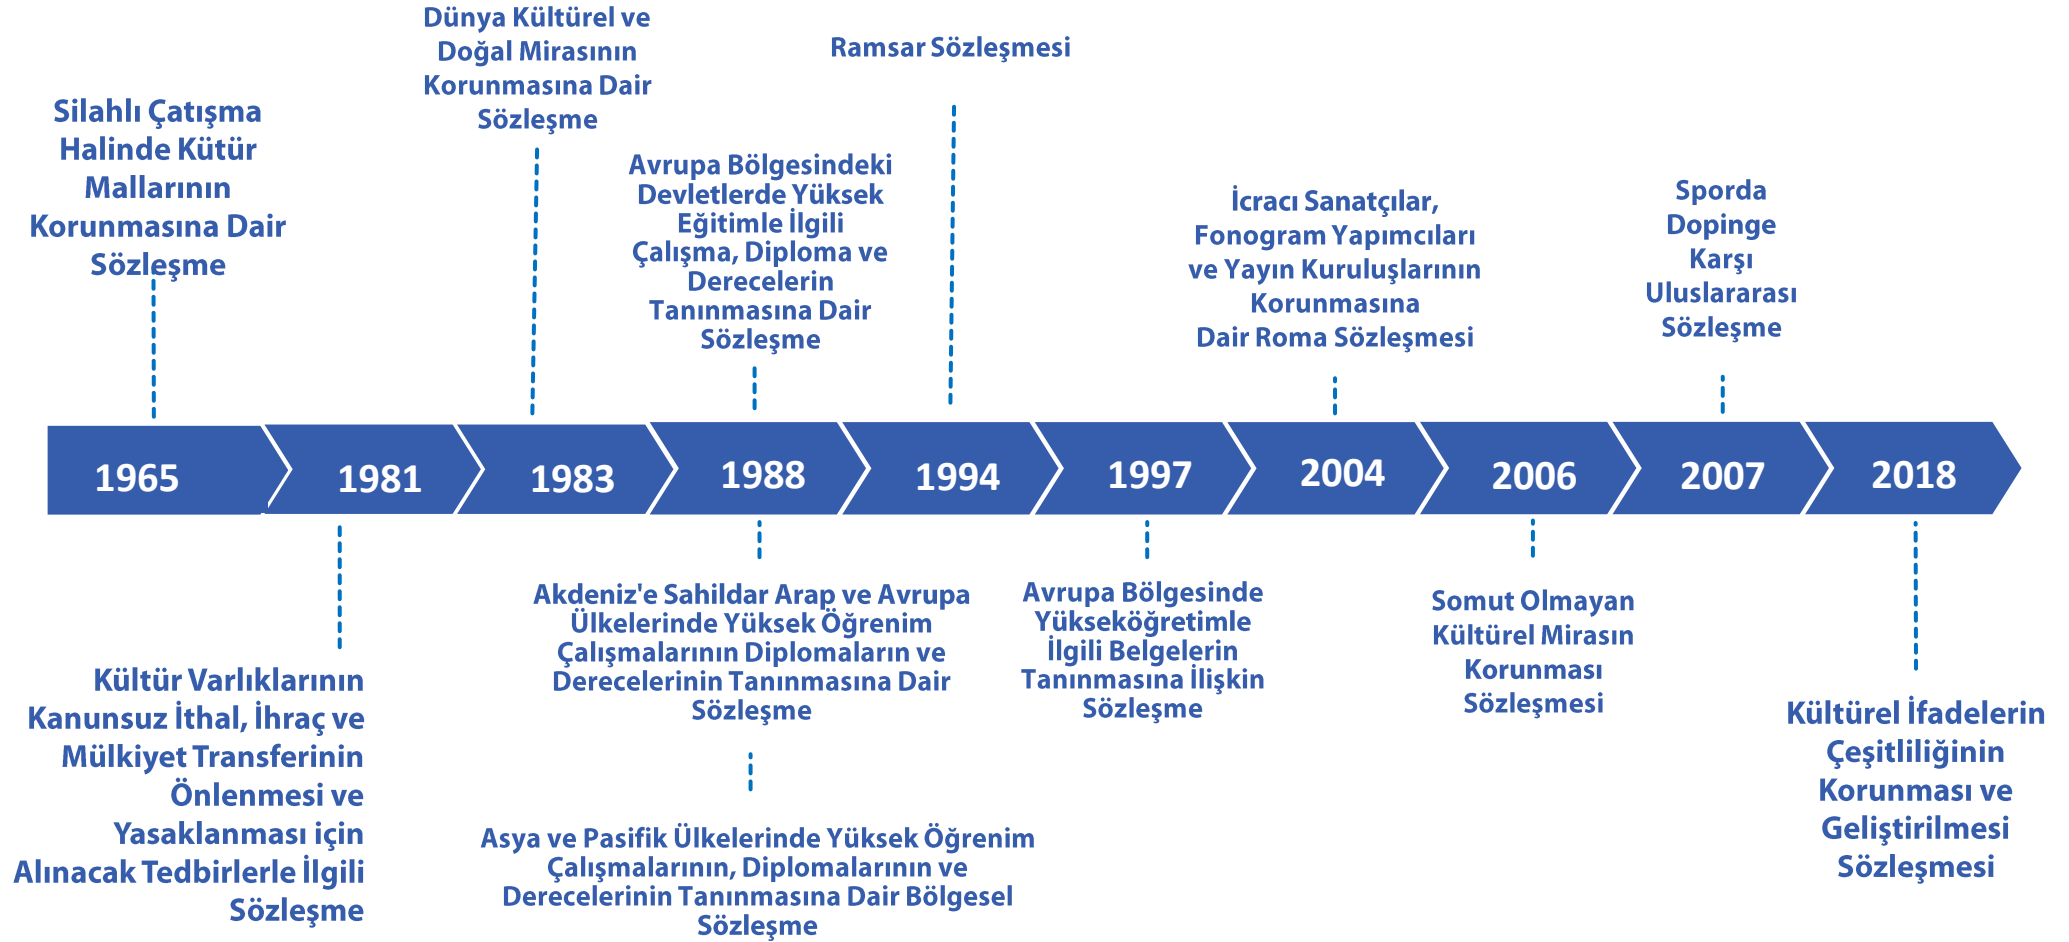 Silahlı Çatışma
Halinde Kütür
Mallarının
Korunmasına Dair
Sözleşme
Dünya Kültürel ve
Doğal Mirasının
Korunmasına Dair
Sözleşme
Avrupa Bölgesindeki
Devletlerde Yüksek
Eğitimle İlgili
Çalışma, Diploma ve
Derecelerin
Tanınmasına Dair
Sözleşme
Ramsar Sözleşmesi
İcracı Sanatçılar,
Fonogram Yapımcıları
ve Yayın Kuruluşlarının
Korunmasına
Dair Roma Sözleşmesi
Sporda
Dopinge
Karşı
Uluslararası
Sözleşme
1965
1981
1983
1988
1994
1997
2004
2006
2007
2018
Kültür Varlıklarının
Kanunsuz İthal, İhraç ve
Mülkiyet Transferinin
Önlenmesi ve
Yasaklanması için
Alınacak Tedbirlerle İlgili
Sözleşme
Akdeniz'e Sahildar Arap ve Avrupa
Ülkelerinde Yüksek Öğrenim
Çalışmalarının Diplomaların ve
Derecelerinin Tanınmasına Dair
Sözleşme
Asya ve Pasifik Ülkelerinde Yüksek Öğrenim
Çalışmalarının, Diplomalarının ve
Derecelerinin Tanınmasına Dair Bölgesel
Sözleşme
Avrupa Bölgesinde
Yükseköğretimle
İlgili Belgelerin
Tanınmasına İlişkin
Sözleşme
Somut Olmayan
Kültürel Mirasın
Korunması
Sözleşmesi
Kültürel İfadelerin
Çeşitliliğinin
Korunması ve
Geliştirilmesi
Sözleşmesi